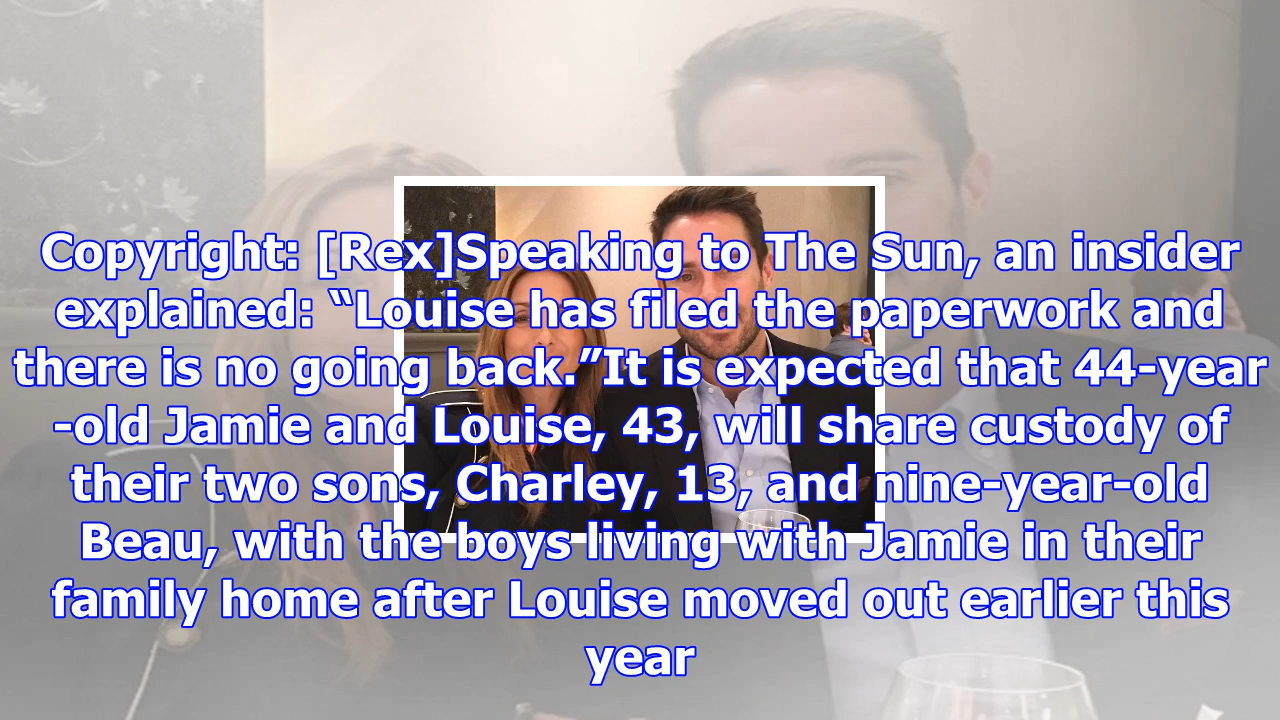 Copyright: [Rex]Speaking to The Sun, an insider
explained: “Louise has filed the paperwork and
there is no going back.”It is expected that 44-year
-old Jamie and Louise, 43, will share custody of
their two sons, Charley, 13, and nine-year-old
Beau, with the boys living with Jamie in their
family home after Louise moved out earlier this
year